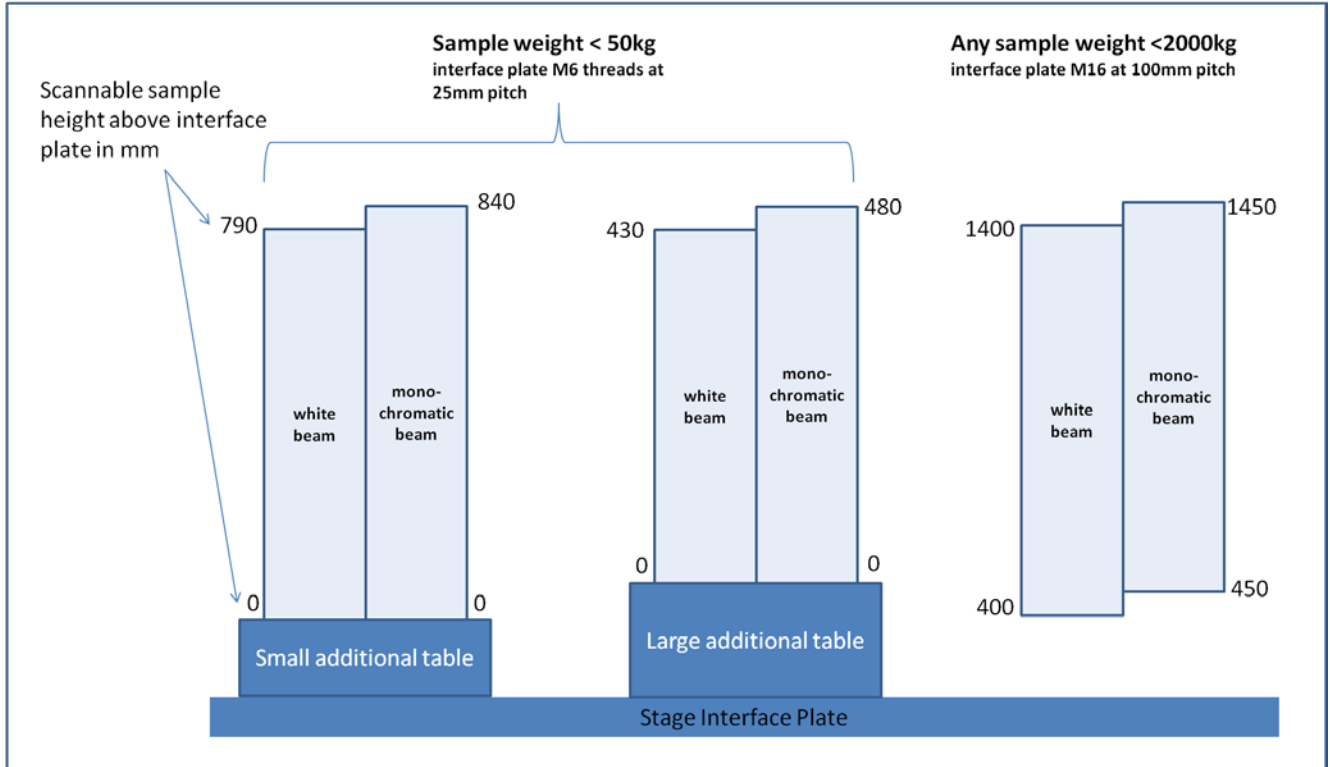 Sample weight < 50kg
interface plate M6 threads at
25mm pitch
Any sample weight <2000kg
interface plate M16 at 100mm pitch
Scannable sample
height above interface
plate in mm
790
840
430
480
1400
1450
white
beam
mono-
chromatic
beam
white
beam
mono-
chromatic
beam
white
beam
mono-
chromatic
beam
0
0
0
0
400
450
Small additional table
Large additional table
Stage Interface Plate